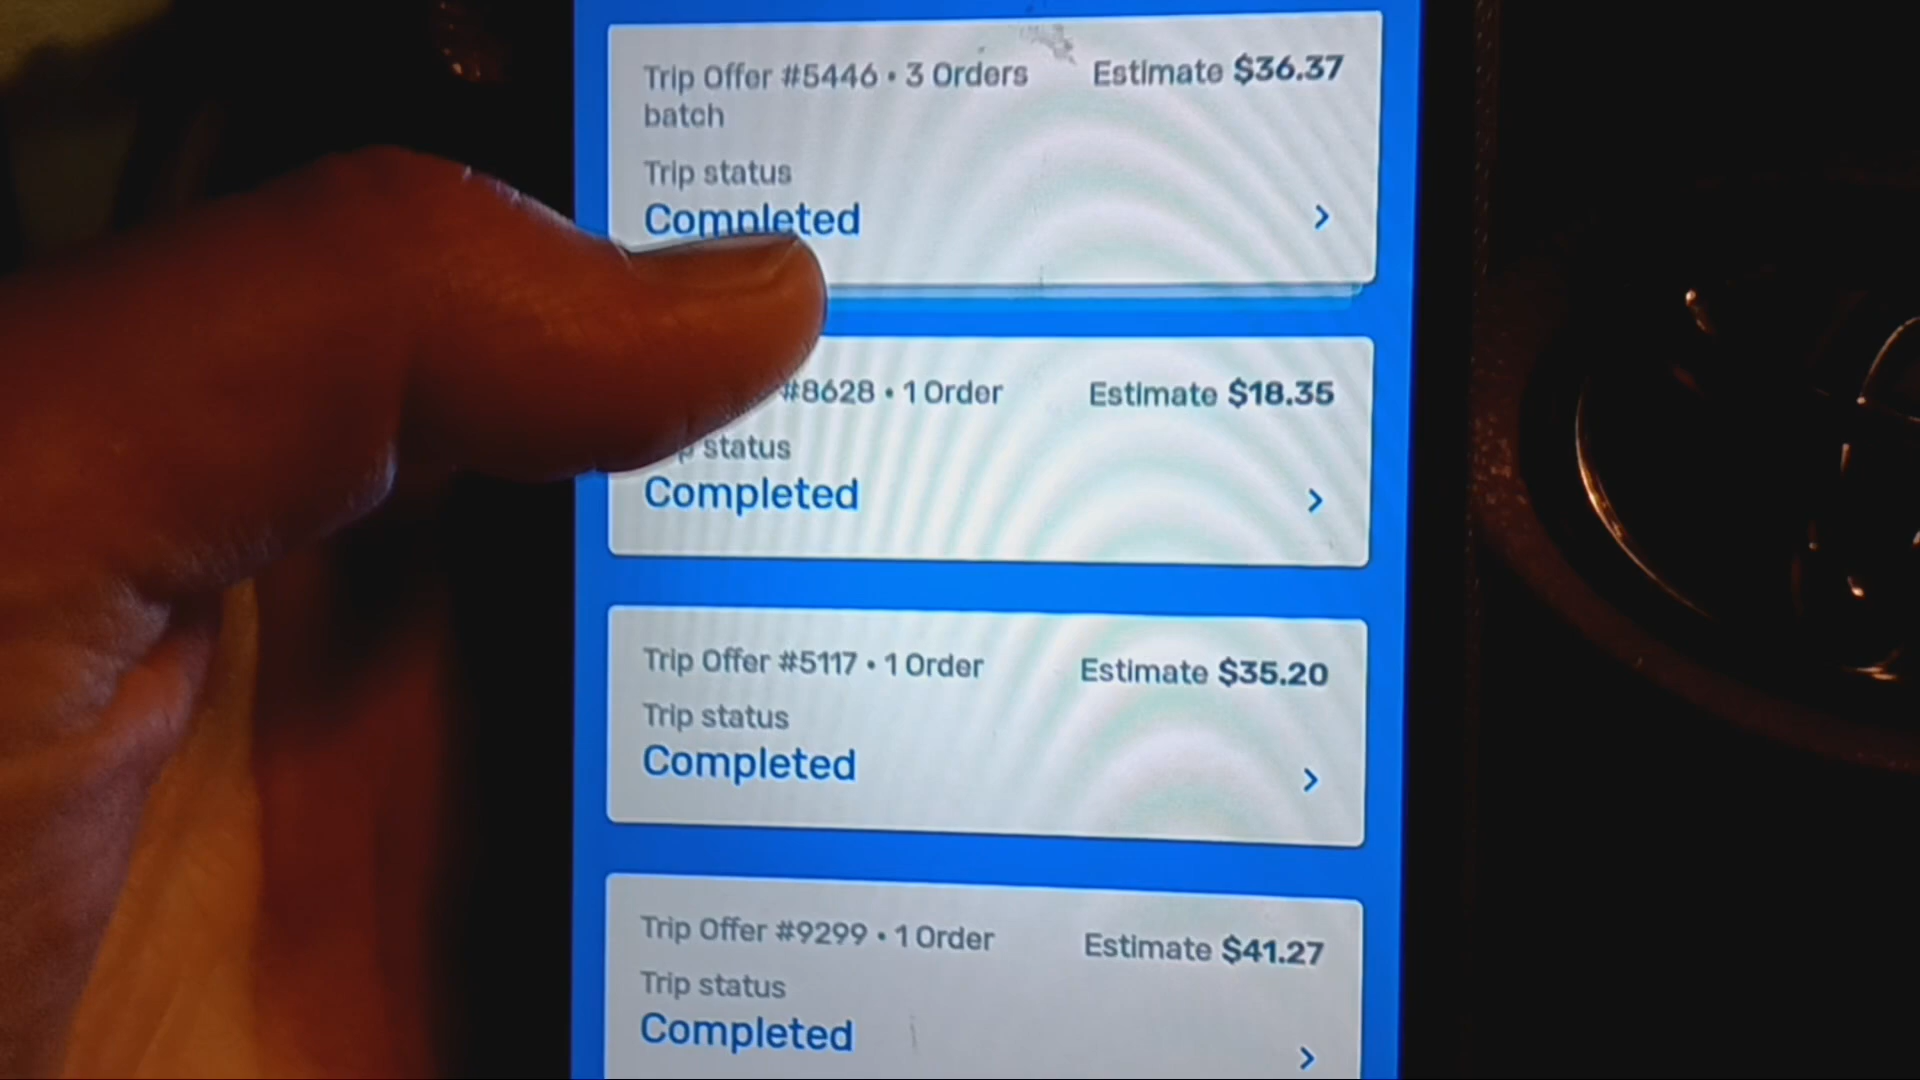 Trip Offer #5446 • 3 Orders Estimate $36.37
batch
Trip status
Completed
#8628 • 1 Order Estimate $18.35
status
Completed
Trip Offer #5117 • 1 Order Estimate $35.20
Trip status
Completed
Trip Offer #9299 • 1 Order Estimate $41.27
Trip status
Completed